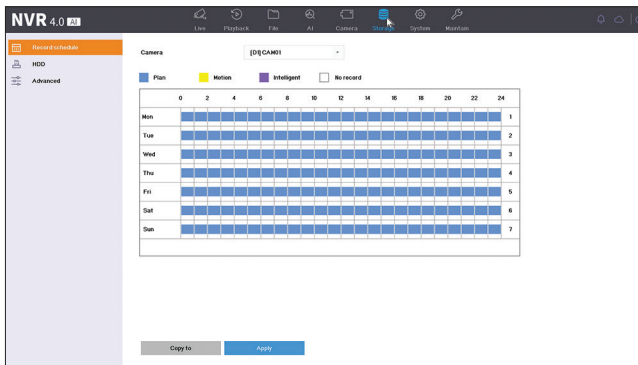 NVR 4.0 AI
Live Playback File AI Camera Storage System Maintain
Record schedule
HDD
Advanced
Camera [D1] CAM01
Plan Motion Intelligent No record
0 2 4 6 8 10 12 14 16 18 20 22 24
Mon 1
Tue 2
Wed 3
Thu 4
Fri 5
Sat 6
Sun 7
Copy to Apply